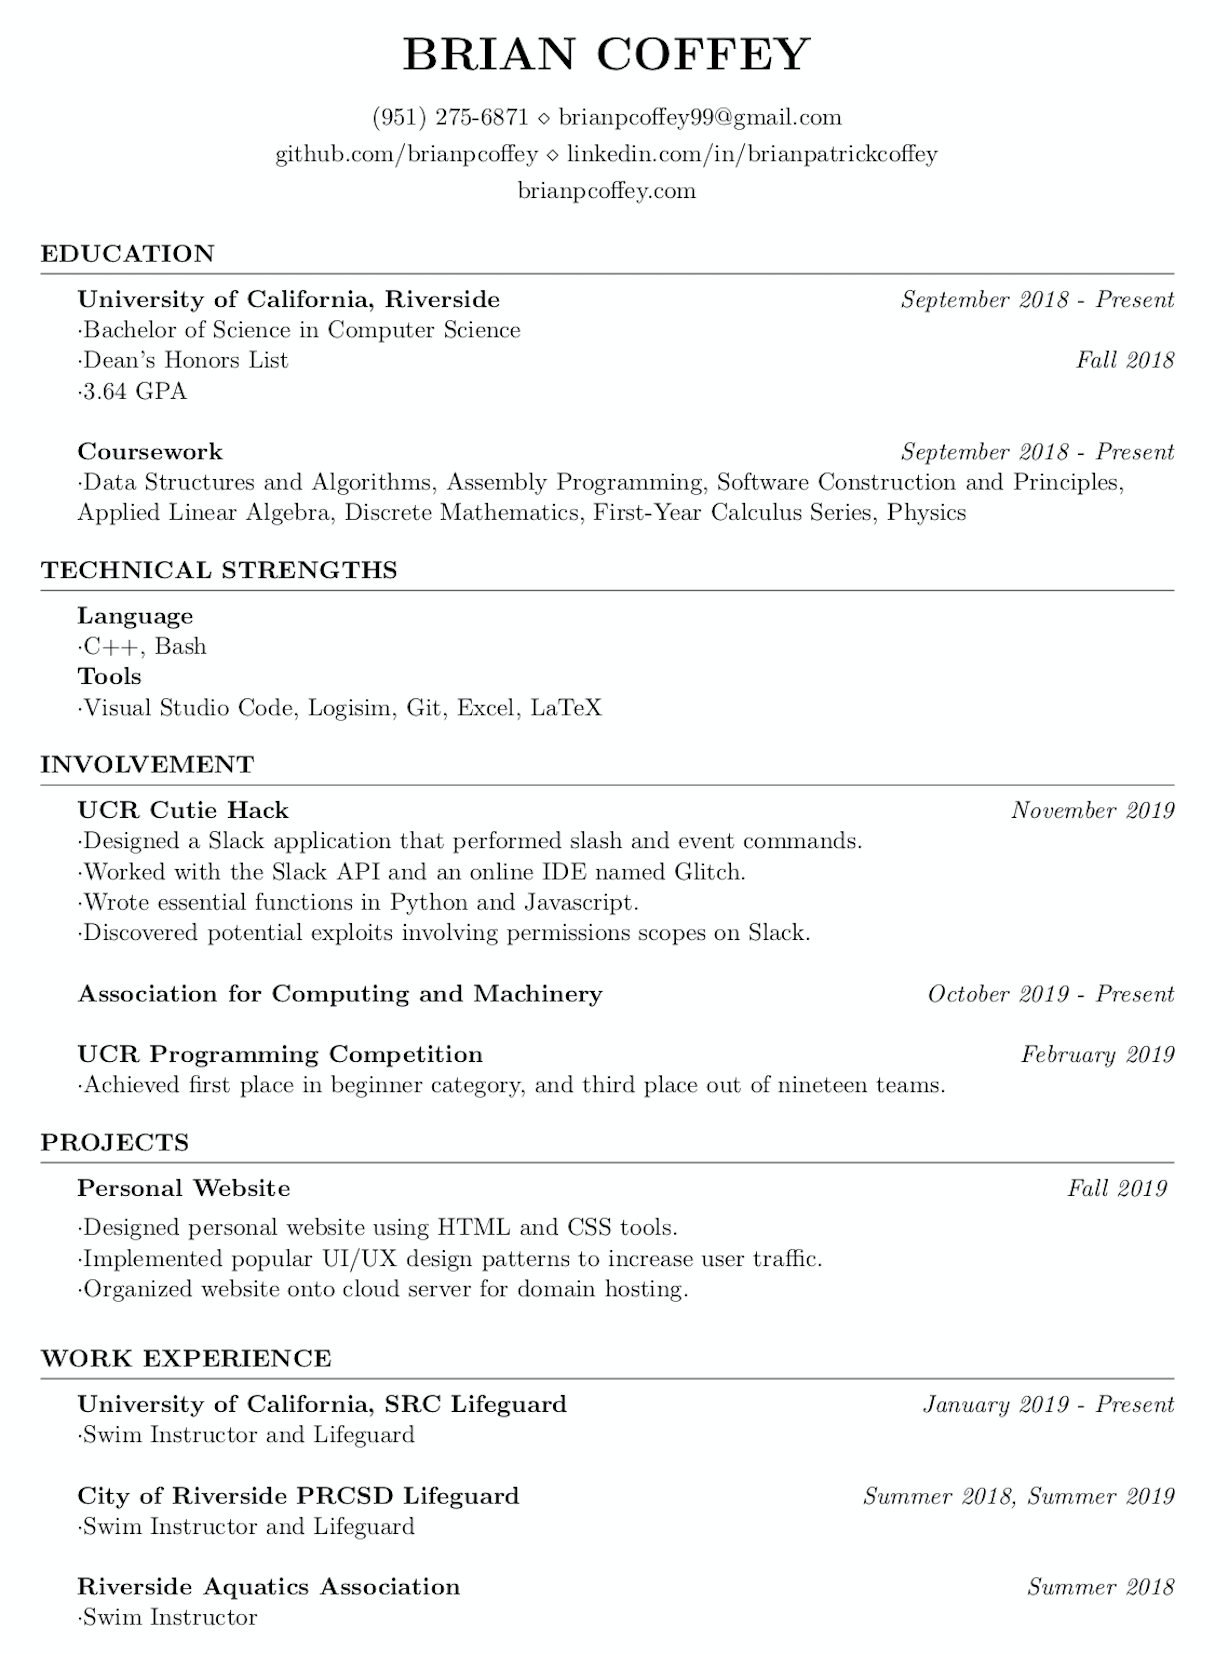 BRIAN COFFEY
(951) 275-6871 ⋄ brianpcoffey99@gmail.com
github.com/brianpcoffey ⋄ linkedin.com/in/brianpatrickcoffey
brianpcoffey.com
EDUCATION
University of California, Riverside September 2018 - Present
·Bachelor of Science in Computer Science
·Dean's Honors List Fall 2018
·3.64 GPA
Coursework September 2018 - Present
·Data Structures and Algorithms, Assembly Programming, Software Construction and Principles,
Applied Linear Algebra, Discrete Mathematics, First-Year Calculus Series, Physics
TECHNICAL STRENGTHS
Language
·C++, Bash
Tools
·Visual Studio Code, Logisim, Git, Excel, LaTeX
INVOLVEMENT
UCR Cutie Hack November 2019
·Designed a Slack application that performed slash and event commands.
·Worked with the Slack API and an online IDE named Glitch.
·Wrote essential functions in Python and Javascript.
·Discovered potential exploits involving permissions scopes on Slack.
Association for Computing and Machinery October 2019 - Present
UCR Programming Competition February 2019
·Achieved first place in beginner category, and third place out of nineteen teams.
PROJECTS
Personal Website Fall 2019
·Designed personal website using HTML and CSS tools.
·Implemented popular UI/UX design patterns to increase user traffic.
·Organized website onto cloud server for domain hosting.
WORK EXPERIENCE
University of California, SRC Lifeguard January 2019 - Present
·Swim Instructor and Lifeguard
City of Riverside PRCSD Lifeguard Summer 2018, Summer 2019
·Swim Instructor and Lifeguard
Riverside Aquatics Association Summer 2018
·Swim Instructor